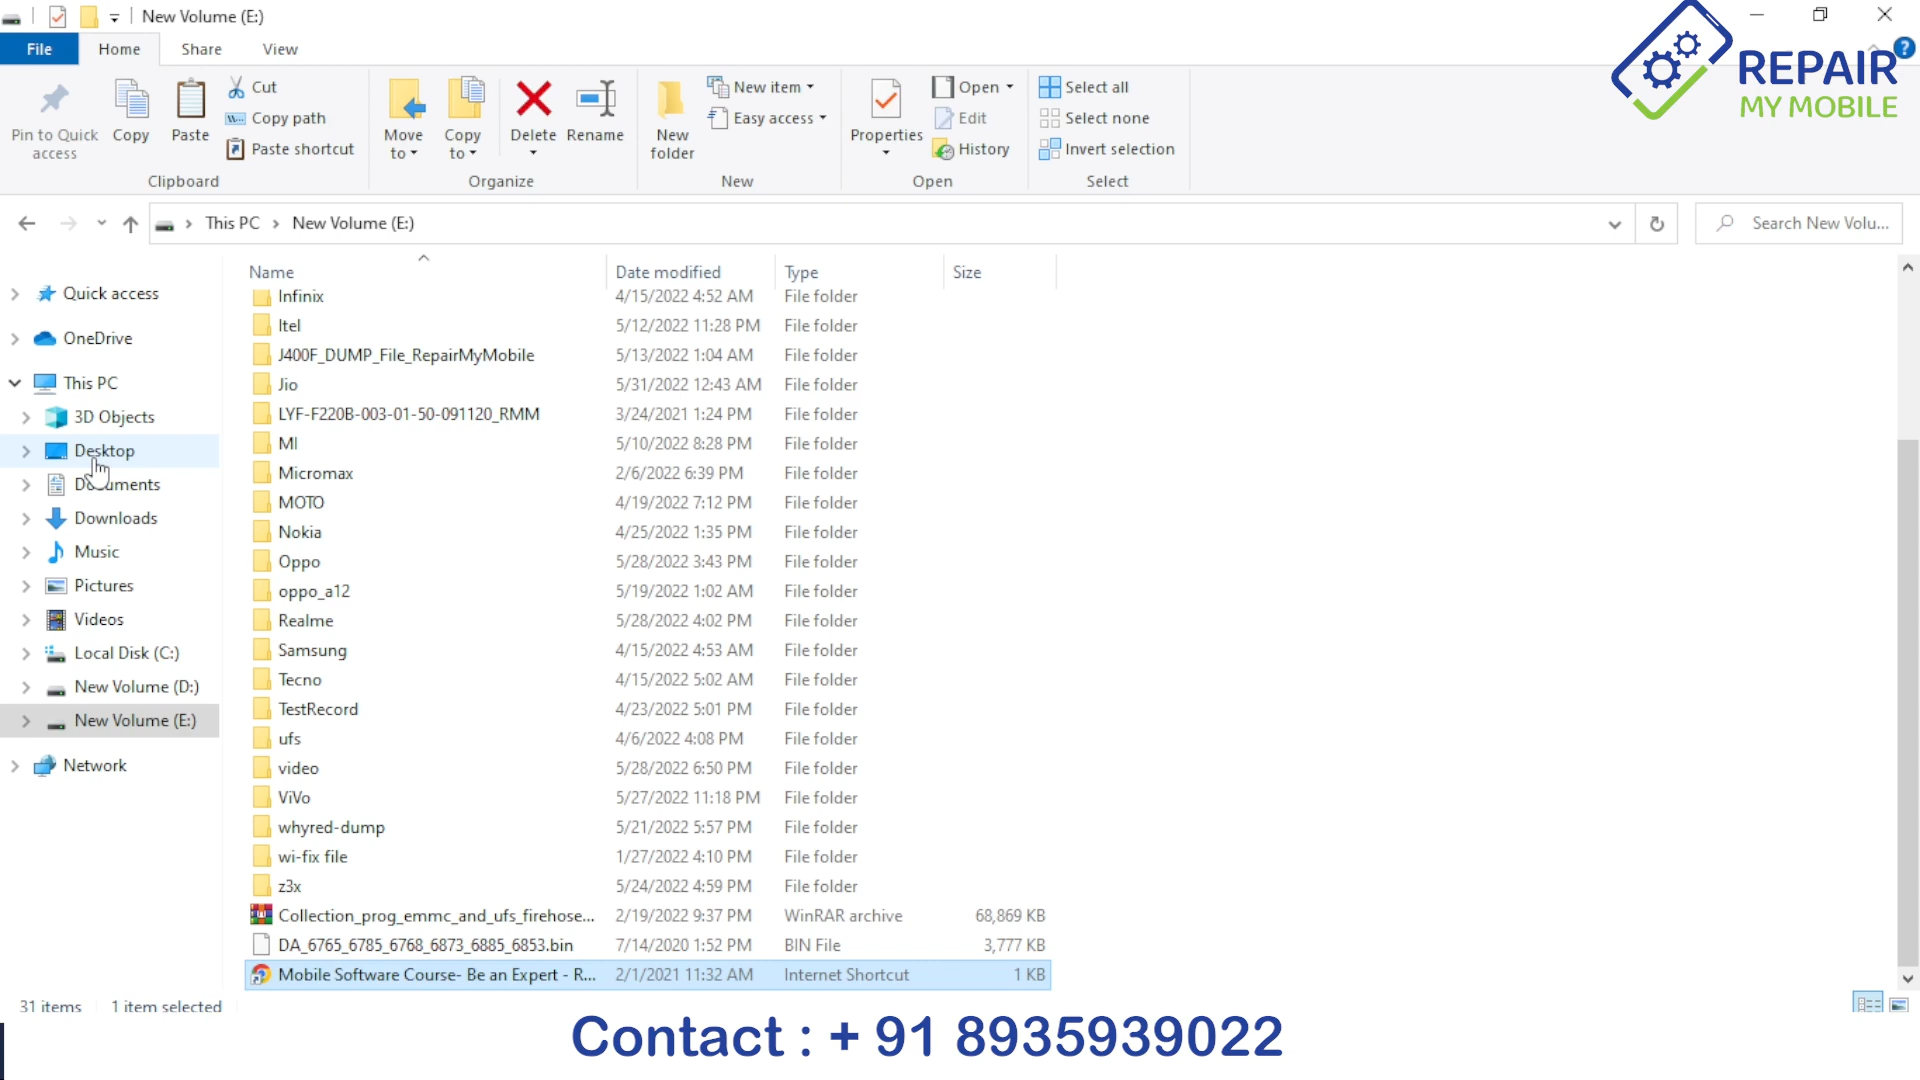 New Volume (E:)
File Home Share View
REPAIR
MY MOBILE
Pin to Quick access
Copy
Paste
Cut
Copy path
Paste shortcut
Clipboard
Move to
Copy to
Delete
Rename
Organize
New folder
New item
Easy access
New
Properties
Open
Edit
History
Open
Select all
Select none
Invert selection
Select
This PC > New Volume (E:)
Search New Volu...
Quick access
OneDrive
This PC
3D Objects
Desktop
Documents
Downloads
Music
Pictures
Videos
Local Disk (C:)
New Volume (D:)
New Volume (E:)
Network
Name Date modified Type Size
Infinix 4/15/2022 4:52 AM File folder
Itel 5/12/2022 11:28 PM File folder
J400F_DUMP_File_RepairMyMobile 5/13/2022 1:04 AM File folder
Jio 5/31/2022 12:43 AM File folder
LYF-F220B-003-01-50-091120_RMM 3/24/2021 1:24 PM File folder
MI 5/10/2022 8:28 PM File folder
Micromax 2/6/2022 6:39 PM File folder
MOTO 4/19/2022 7:12 PM File folder
Nokia 4/25/2022 1:35 PM File folder
Oppo 5/28/2022 3:43 PM File folder
oppo_a12 5/19/2022 1:02 AM File folder
Realme 5/28/2022 4:02 PM File folder
Samsung 4/15/2022 4:53 AM File folder
Tecno 4/15/2022 5:02 AM File folder
TestRecord 4/23/2022 5:01 PM File folder
ufs 4/6/2022 4:08 PM File folder
video 5/28/2022 6:50 PM File folder
ViVo 5/27/2022 11:18 PM File folder
whyred-dump 5/21/2022 5:57 PM File folder
wi-fix file 1/27/2022 4:10 PM File folder
z3x 5/24/2022 4:59 PM File folder
Collection_prog_emmc_and_ufs_firehose... 2/19/2022 9:37 PM WinRAR archive 68,869 KB
DA_6765_6785_6768_6873_6885_6853.bin 7/14/2020 1:52 PM BIN File 3,777 KB
Mobile Software Course- Be an Expert - R... 2/1/2021 11:32 AM Internet Shortcut 1 KB
31 items 1 item selected
Contact : + 91 8935939022